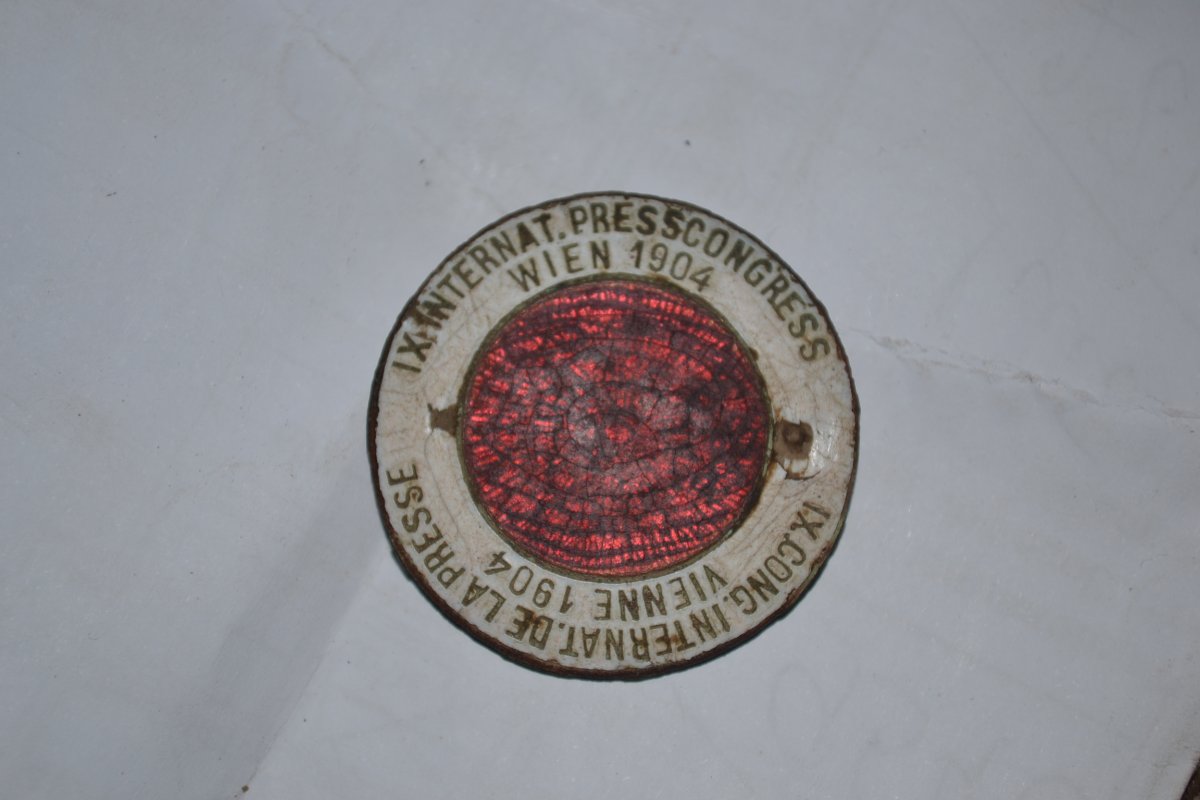 IX.INTERNAT.PRESSCONGRESS
WIEN 1904
IX.CONG.INTERNAT.DE LA PRESSE
VIENNE 1904